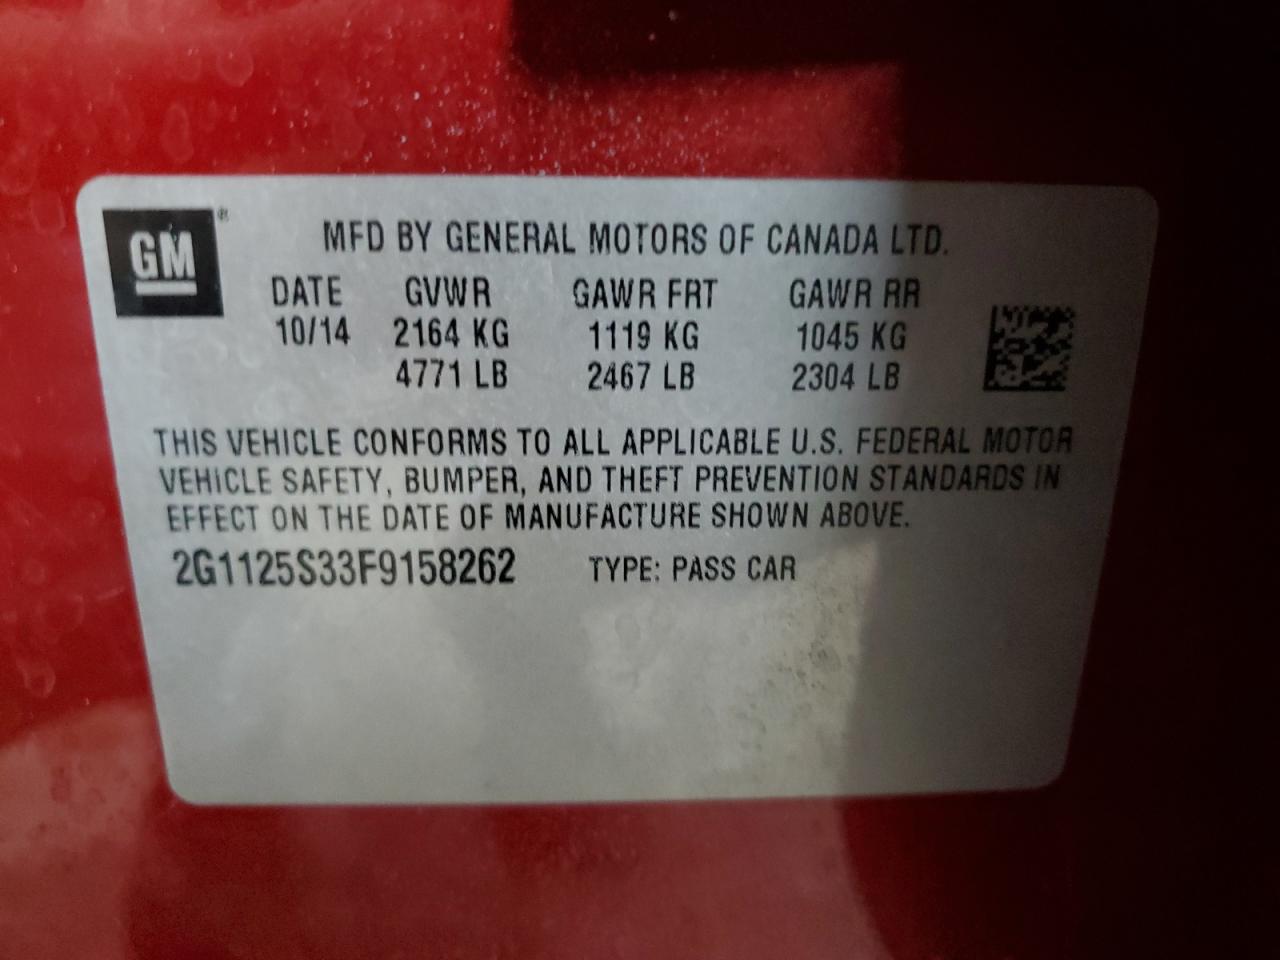 GM®
MFD BY GENERAL MOTORS OF CANADA LTD.
DATE GVWR GAWR FRT GAWR RR
10/14 2164 KG 1119 KG 1045 KG
4771 LB 2467 LB 2304 LB
THIS VEHICLE CONFORMS TO ALL APPLICABLE U.S. FEDERAL MOTOR
VEHICLE SAFETY, BUMPER, AND THEFT PREVENTION STANDARDS IN
EFFECT ON THE DATE OF MANUFACTURE SHOWN ABOVE.
2G1125S33F9158262 TYPE: PASS CAR